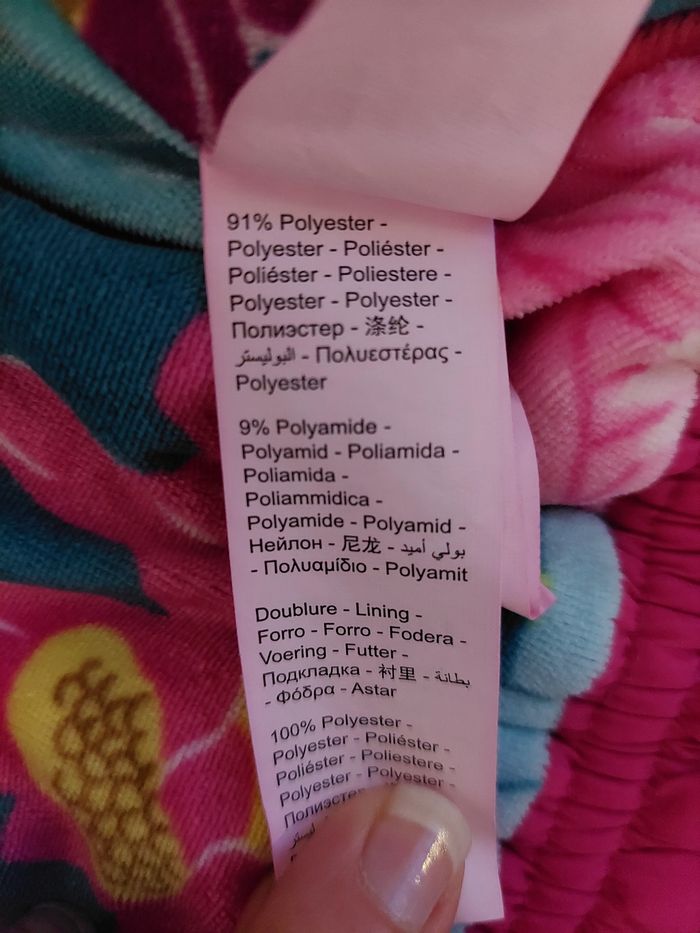 91% Polyester -
Polyester - Poliéster -
Poliéster - Poliestere -
Polyester - Polyester -
Полиэстер - 涤纶 -
البوليستر - Πολυεστέρας -
Polyester
9% Polyamide -
Polyamid - Poliamida -
Poliamida -
Poliammidica -
Polyamide - Polyamid -
Нейлон - 尼龙 - بولي أميد
- Πολυαμίδιο - Polyamit
Doublure - Lining -
Forro - Forro - Fodera -
Voering - Futter -
Подкладка - 衬里 - بطانة
- Φόδρα - Astar
100% Polyester -
Polyester - Poliéster -
Poliéster - Poliestere -
Polyester - Polyester -